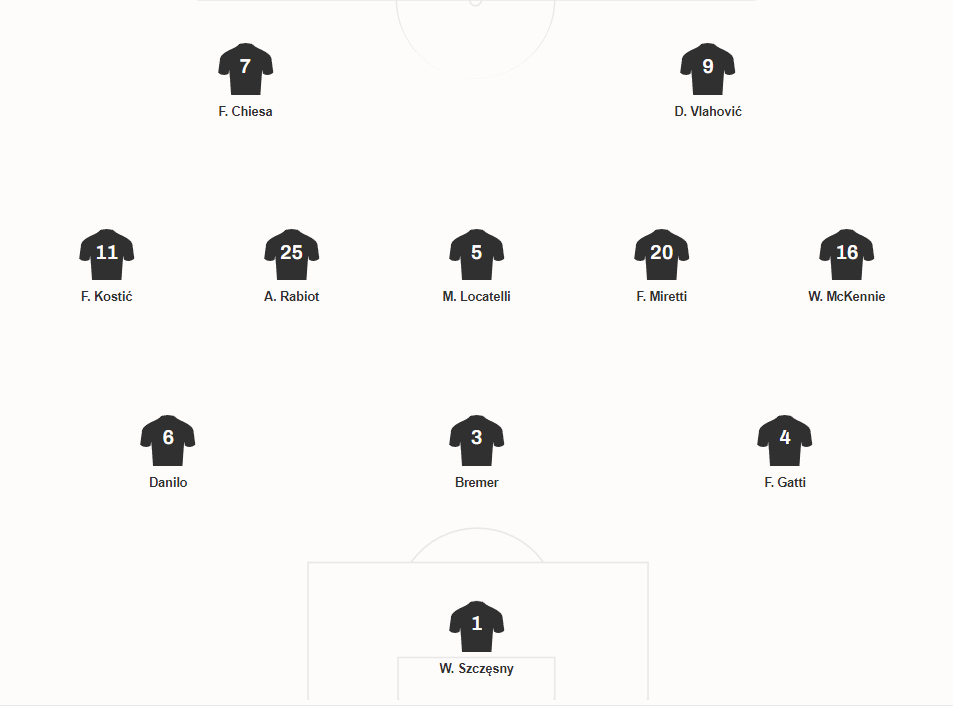 7 9
F. Chiesa D. Vlahović
11 25 5 20 16
F. Kostić A. Rabiot M. Locatelli F. Miretti W. McKennie
6 3 4
Danilo Bremer F. Gatti
1
W. Szczęsny